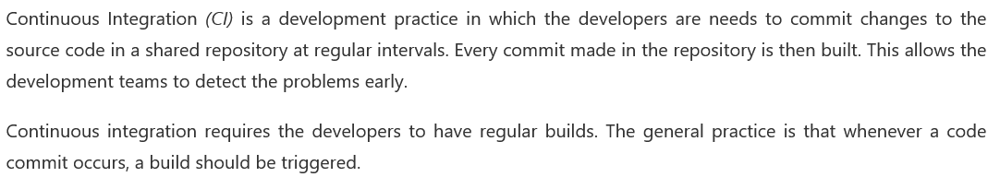 Continuous Integration (CI) is a development practice in which the developers are needs to commit changes to the
source code in a shared repository at regular intervals. Every commit made in the repository is then built. This allows the
development teams to detect the problems early.
Continuous integration requires the developers to have regular builds. The general practice is that whenever a code
commit occurs, a build should be triggered.